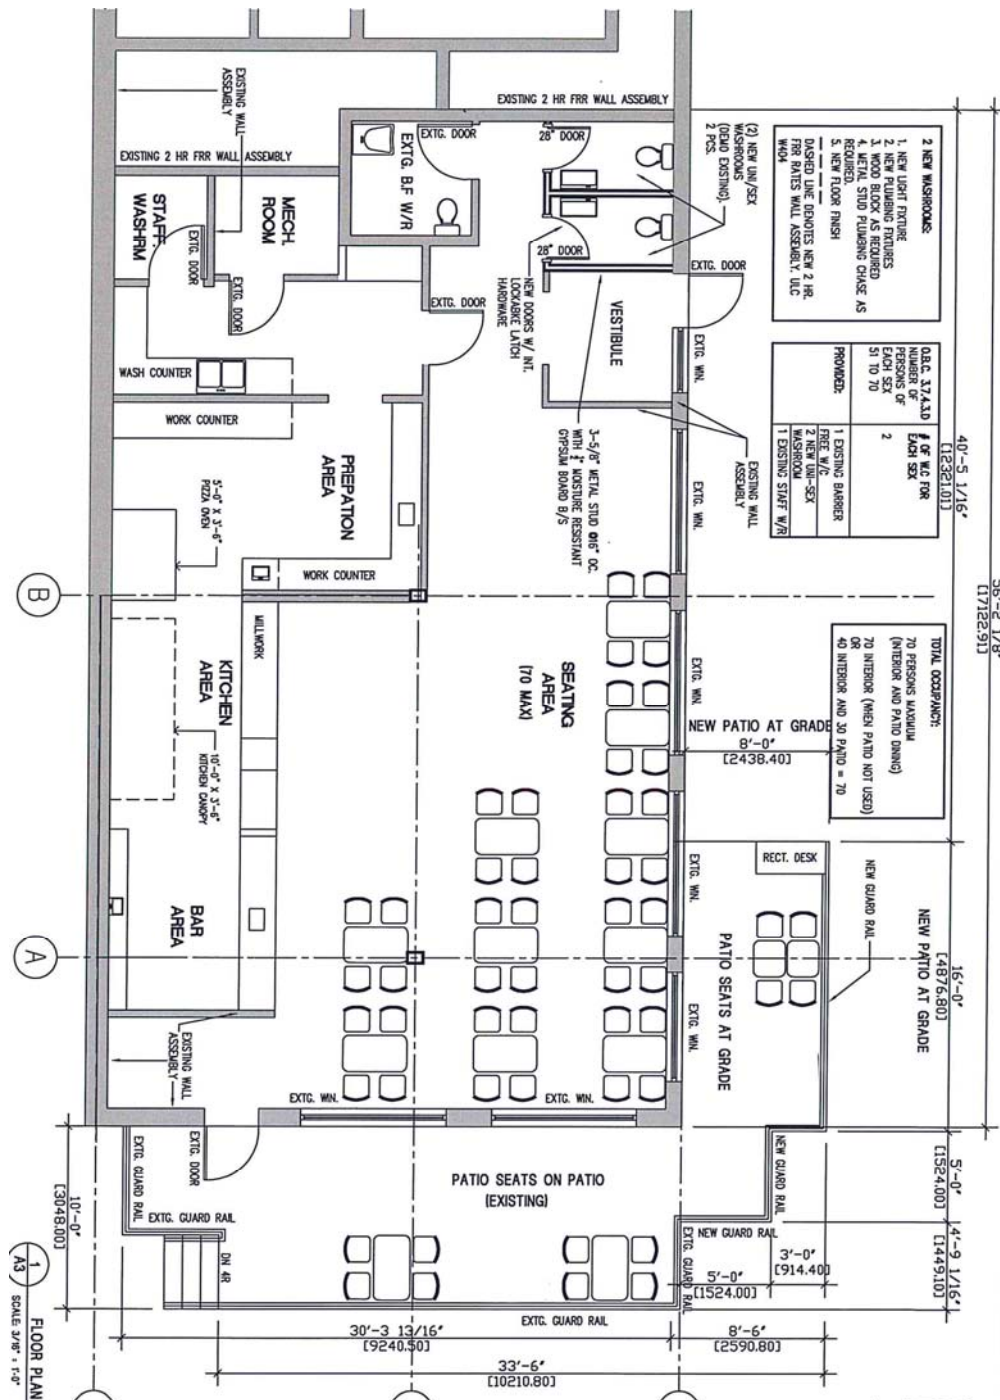 EXISTING 2 HR FRR WALL ASSEMBLY
EXISTING WALL
ASSEMBLY
EXISTING 2 HR FRR WALL ASSEMBLY
EXTG. DOOR
EXTG. B.F W/R
28" DOOR
(2) NEW UNI/SEX
WASHROOMS
(DEMO EXISTING).
2 PCS.
2 NEW WASHROOMS:
1. NEW LIGHT FIXTURE
2. NEW PLUMBING FIXTURES
3. WOOD BLOCK AS REQUIRED
4. METAL STUD PLUMBING CHASE AS
REQUIRED.
5. NEW FLOOR FINISH
DASHED LINE DENOTES NEW 2 HR.
FRR RATES WALL ASSEMBLY. ULC
W404
STAFF.
WASHRM
MECH.
ROOM
EXTG. DOOR
EXTG. DOOR
EXTG. DOOR
28" DOOR
NEW DOORS W/ INT.
LOCKABKE LATCH
HARDWARE
VESTIBULE
EXTG. DOOR
EXTG. WIN.
O.B.C. 3.7.4.3.D
NUMBER OF
PERSONS OF
EACH SEX
51 TO 70
# OF W.C FOR
EACH SEX
2
PROVIDED:
1 EXISTING BARRIER
FREE W/C
2 NEW UNI-SEX
WASHROOM
1 EXISTING STAFF W/R
40'-5 1/16"
[12321.01]
56'-2 1/8"
[17122.91]
WASH COUNTER
WORK COUNTER
PREPATION
AREA
3-5/8" METAL STUD @16" OC.
MOISTURE RESISTANT
GYPSUM BOARD B/S
EXISTING WALL
ASSEMBLY
EXTG. WIN.
5'-0" X 3'-6"
PIZZA OVEN
WORK COUNTER
B
MILLWORK
KITCHEN
AREA
10'-0" X 3'-6"
KITCHEN CANOPY
SEATING
AREA
(70 MAX)
EXTG. WIN.
NEW PATIO AT GRADE
8'-0"
[2438.40]
TOTAL OCCUPANCY:
70 PERSONS MAXIMUM
(INTERIOR AND PATIO DINING)
70 INTERIOR (WHEN PATIO NOT USED)
OR
40 INTERIOR AND 30 PATIO = 70
RECT. DESK
EXTG. WIN.
NEW GUARD RAIL
NEW PATIO AT GRADE
16'-0"
[4876.80]
BAR
AREA
A
PATIO SEATS AT GRADE
EXTG. WIN.
EXISTING WALL
ASSEMBLY
EXTG. WIN.
EXTG. WIN.
EXTG. GUARD RAIL
EXTG. DOOR
EXTG. GUARD RAIL
PATIO SEATS ON PATIO
(EXISTING)
NEW GUARD RAIL
NEW GUARD RAIL
EXTG. GUARD RAIL
5'-0"
[1524.00]
4'-9 1/16"
[1449.10]
3'-0"
[914.40]
5'-0"
[1524.00]
10'-0"
[3048.00]
DN 4R
EXTG. GUARD RAIL
30'-3 13/16"
[9240.50]
8'-6"
[2590.80]
33'-6"
[10210.80]
1
A3
FLOOR PLAN
SCALE: 3/16" = 1'-0"